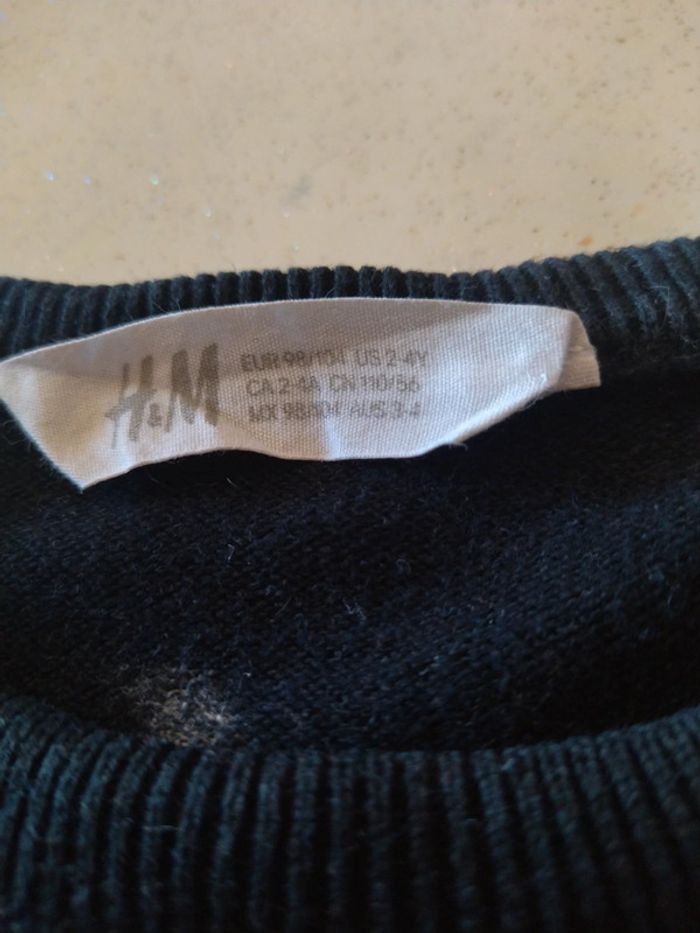 H&M
EUR 98/104 US 2-4Y
CA 2-4A CN 110/56
MX 98/104 AUS 3-4